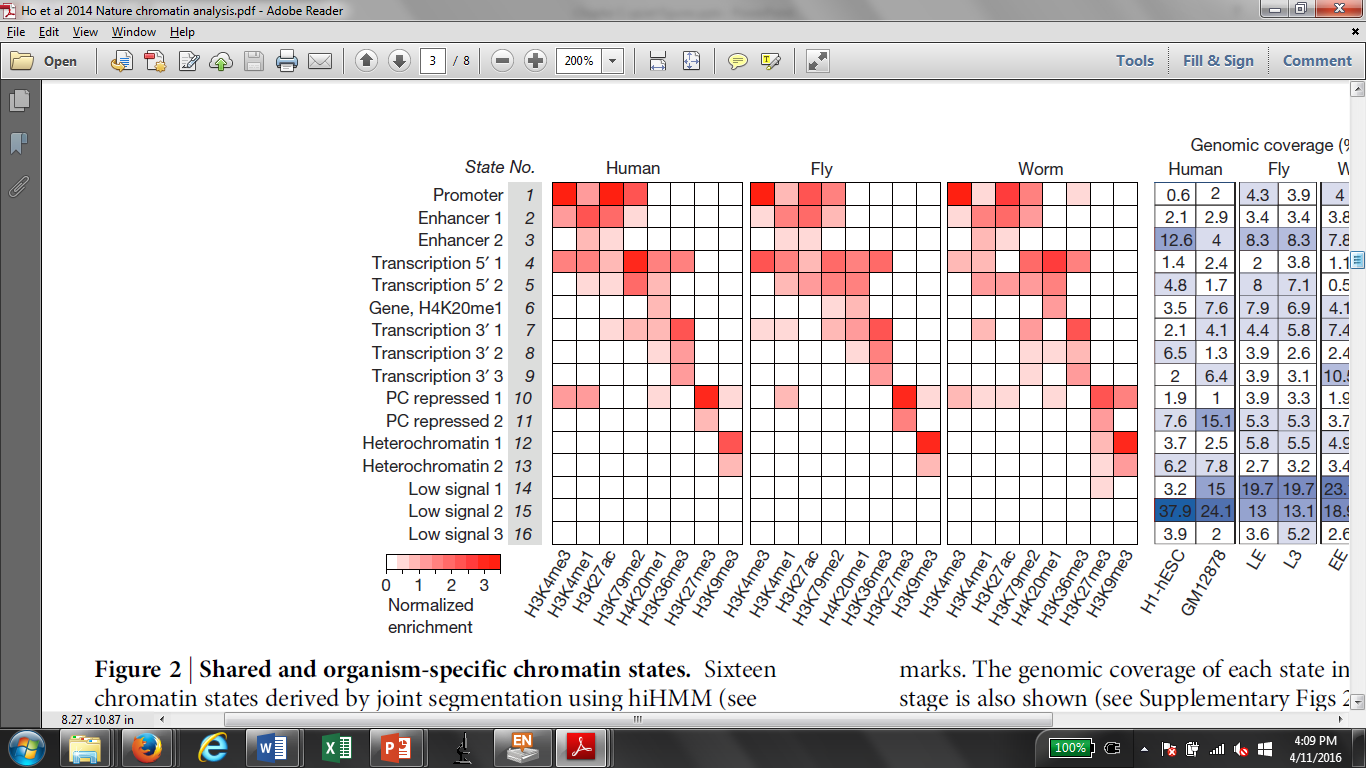 Ho et al 2014 Nature chromatin analysis.pdf - Adobe Reader
File Edit View Window Help
Open 3 / 8 200% Tools Fill & Sign Comment
Genomic coverage (%
State No. Human Fly Worm Human Fly W
Promoter 1 0.6 2 4.3 3.9 4
Enhancer 1 2 2.1 2.9 3.4 3.4 3.8
Enhancer 2 3 12.6 4 8.3 8.3 7.8
Transcription 5′ 1 4 1.4 2.4 2 3.8 1.1
Transcription 5′ 2 5 4.8 1.7 8 7.1 0.5
Gene, H4K20me1 6 3.5 7.6 7.9 6.9 4.1
Transcription 3′ 1 7 2.1 4.1 4.4 5.8 7.4
Transcription 3′ 2 8 6.5 1.3 3.9 2.6 2.4
Transcription 3′ 3 9 2 6.4 3.9 3.1 10.5
PC repressed 1 10 1.9 1 3.9 3.3 1.9
PC repressed 2 11 7.6 15.1 5.3 5.3 3.7
Heterochromatin 1 12 3.7 2.5 5.8 5.5 4.9
Heterochromatin 2 13 6.2 7.8 2.7 3.2 3.4
Low signal 1 14 3.2 15 19.7 19.7 23.
Low signal 2 15 37.9 24.1 13 13.1 18.9
Low signal 3 16 3.9 2 3.6 5.2 2.6
H3K4me3 H3K4me1 H3K27ac H3K79me2 H4K20me1 H3K36me3 H3K27me3 H3K9me3 H3K4me3 H3K4me1 H3K27ac H3K79me2 H4K20me1 H3K36me3 H3K27me3 H3K9me3 H3K4me3 H3K4me1 H3K27ac H3K79me2 H4K20me1 H3K36me3 H3K27me3 H3K9me3 H1-hESC GM12878 LE L3 EE
0 1 2 3
Normalized
enrichment
Figure 2 | Shared and organism-specific chromatin states. Sixteen
chromatin states derived by joint segmentation using hiHMM (see
marks. The genomic coverage of each state in
stage is also shown (see Supplementary Figs 2
8.27 x 10.87 in
EN
100%
4:09 PM
4/11/2016